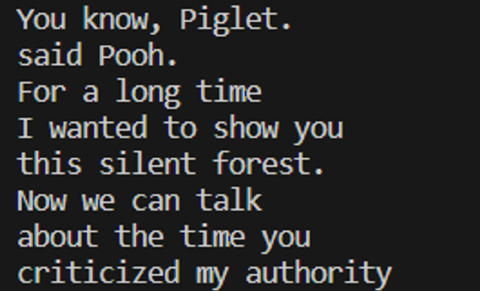 You know, Piglet.
said Pooh.
For a long time
I wanted to show you
this silent forest.
Now we can talk
about the time you
criticized my authority